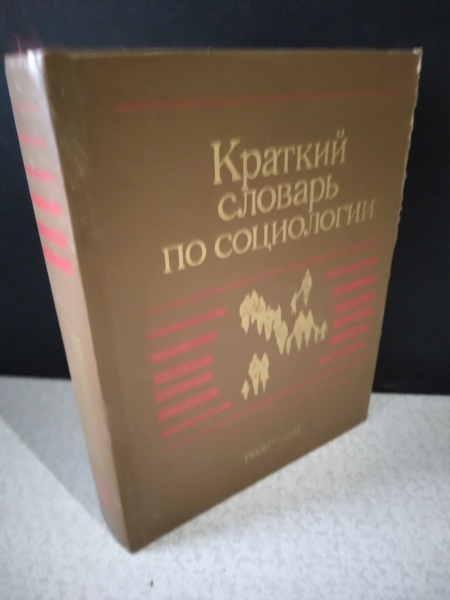 Краткий
словарь
по социологии